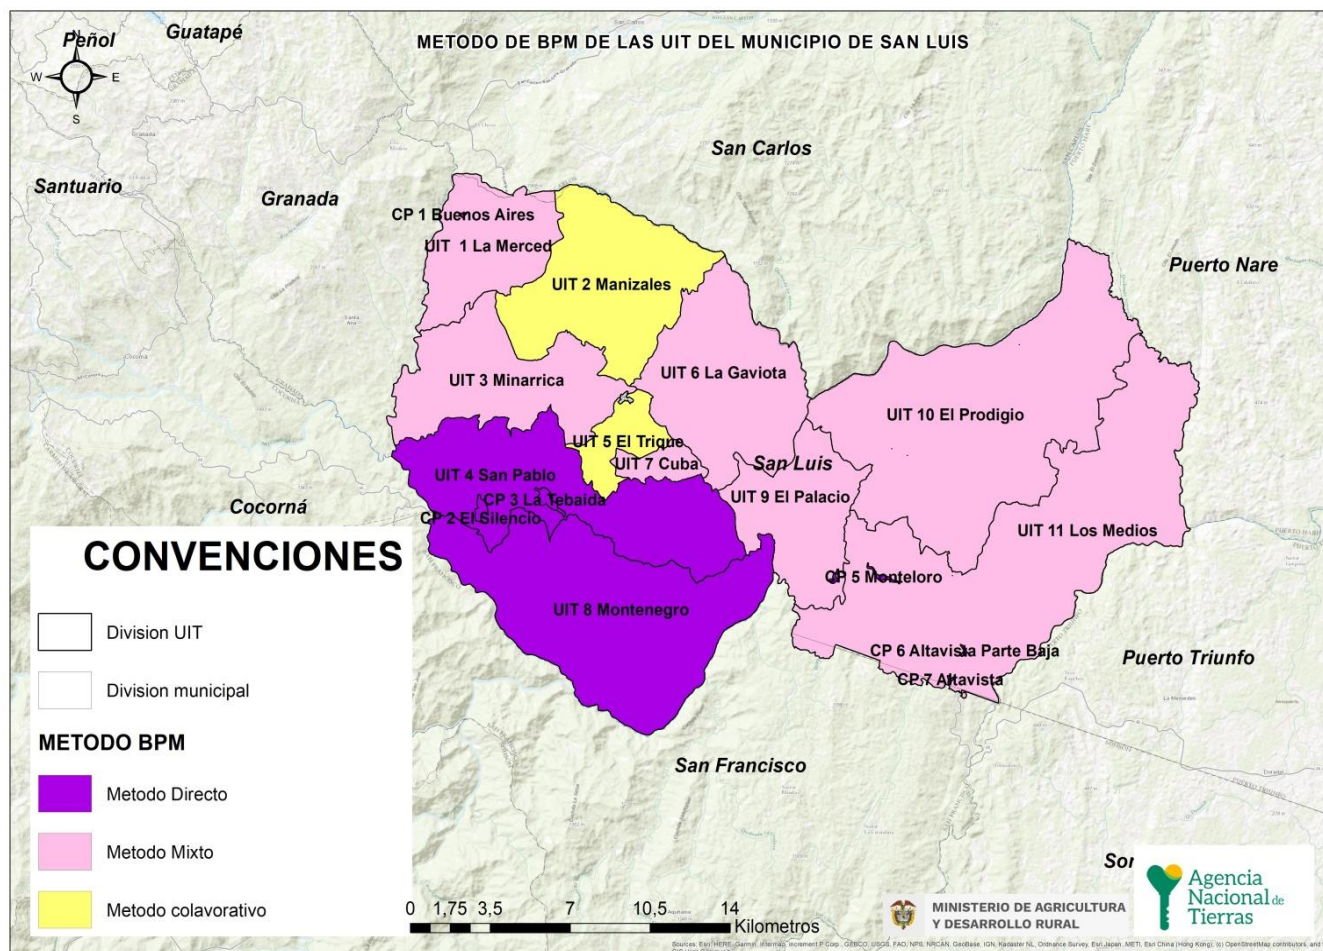 Guatapé
Peñol
METODO DE BPM DE LAS UIT DEL MUNICIPIO DE SAN LUIS
N
W
E
S
San Carlos
Santuario
Granada
CP 1 Buenos Aires
UIT 1 La Merced
Puerto Nare
UIT 2 Manizales
UIT 3 Minarrica
UIT 6 La Gaviota
UIT 10 El Prodigio
UIT 5 El Trique
UIT 7 Cuba
San Luis
UIT 4 San Pablo
UIT 9 El Palacio
CP 3 La Tebaida
Cocorná
CP 2 El Silencio
UIT 11 Los Medios
CP 5 Monteloro
UIT 8 Montenegro
CP 6 Altavista Parte Baja
Puerto Triunfo
CP 7 Altavista
San Francisco
CONVENCIONES
Division UIT
Division municipal
METODO BPM
Metodo Directo
Metodo Mixto
Metodo colavorativo
0 1,75 3,5 7 10,5 14
Kilometros
MINISTERIO DE AGRICULTURA
Y DESARROLLO RURAL
Agencia
Nacional de
Tierras